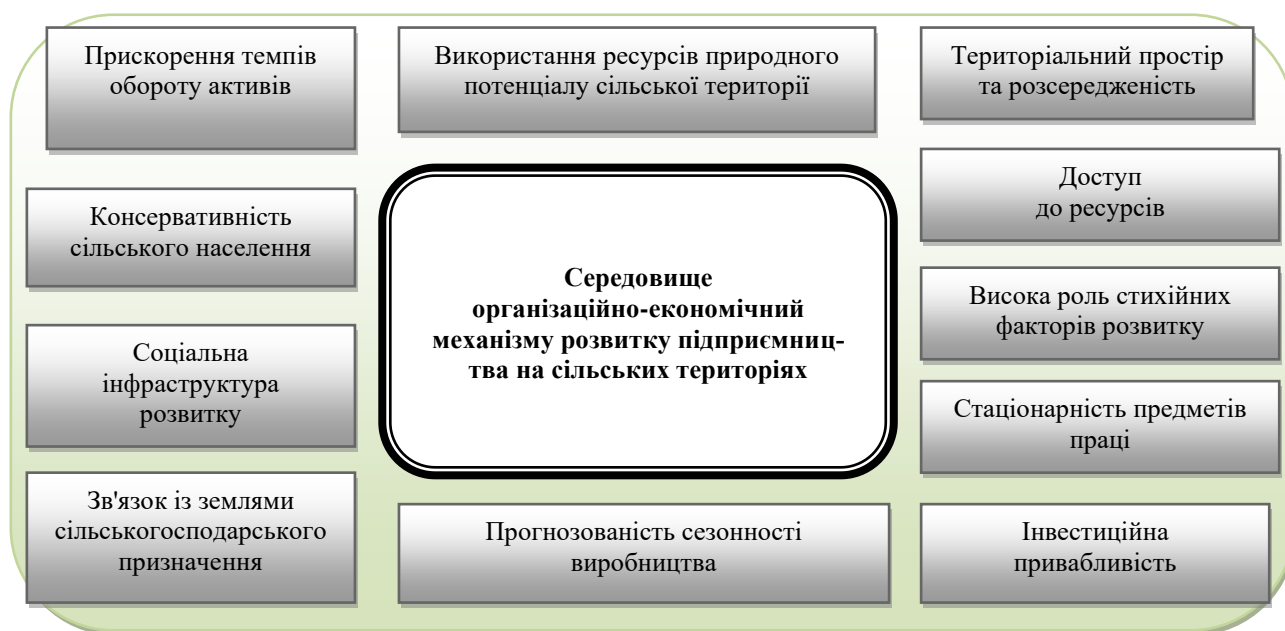 Прискорення темпів
обороту активів
Використання ресурсів природного
потенціалу сільської території
Територіальний простір
та розсередженість
Консервативність
сільського населення
Доступ
до ресурсів
Середовище
організаційно-економічний
механізму розвитку підприємниц-
тва на сільських територіях
Висока роль стихійних
факторів розвитку
Соціальна
інфраструктура
розвитку
Стаціонарність предметів
праці
Зв'язок із землями
сільськогосподарського
призначення
Прогнозованість сезонності
виробництва
Інвестиційна
привабливість